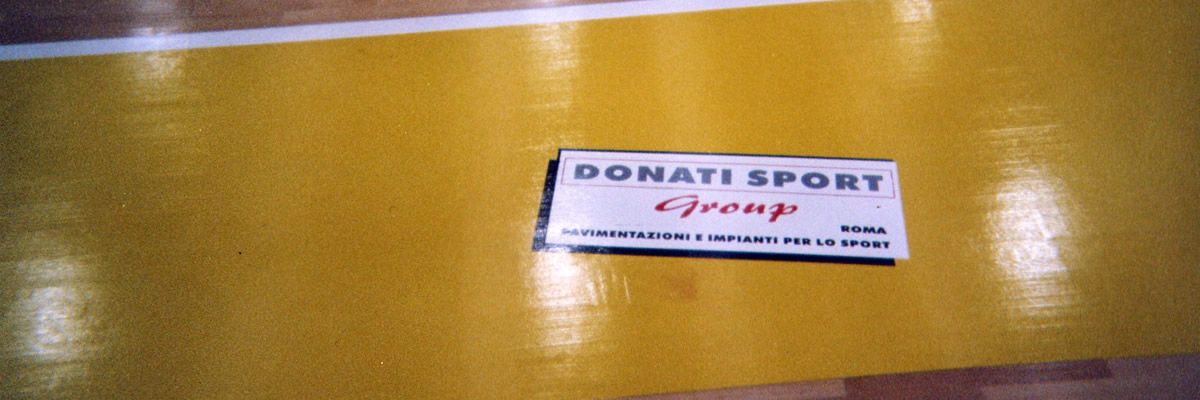 DONATI SPORT
Group
ROMA
PAVIMENTAZIONI E IMPIANTI PER LO SPORT